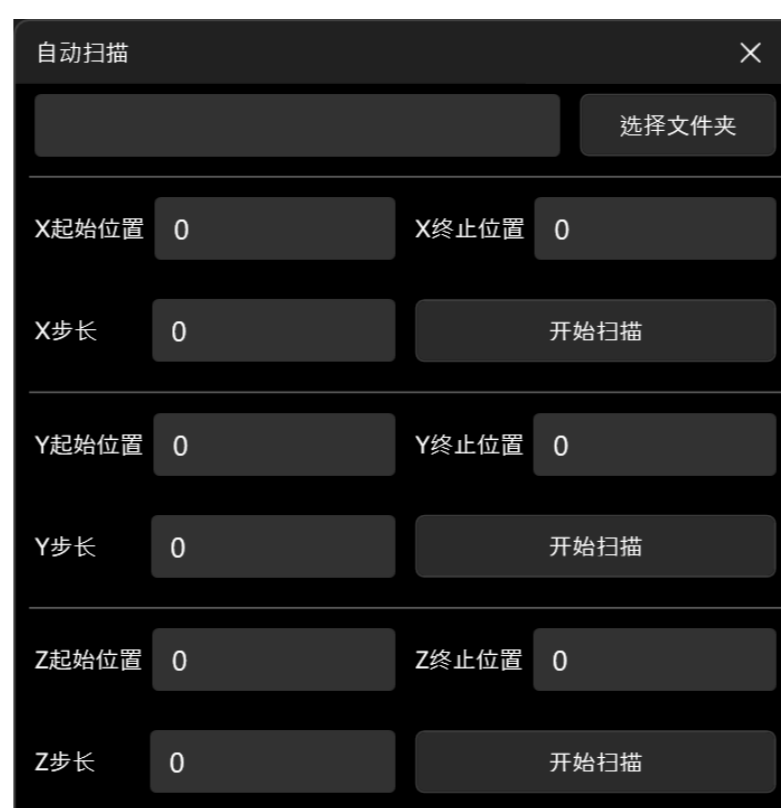 自动扫描
选择文件夹
X起始位置 0 X终止位置 0
X步长 0 开始扫描
Y起始位置 0 Y终止位置 0
Y步长 0 开始扫描
Z起始位置 0 Z终止位置 0
Z步长 0 开始扫描